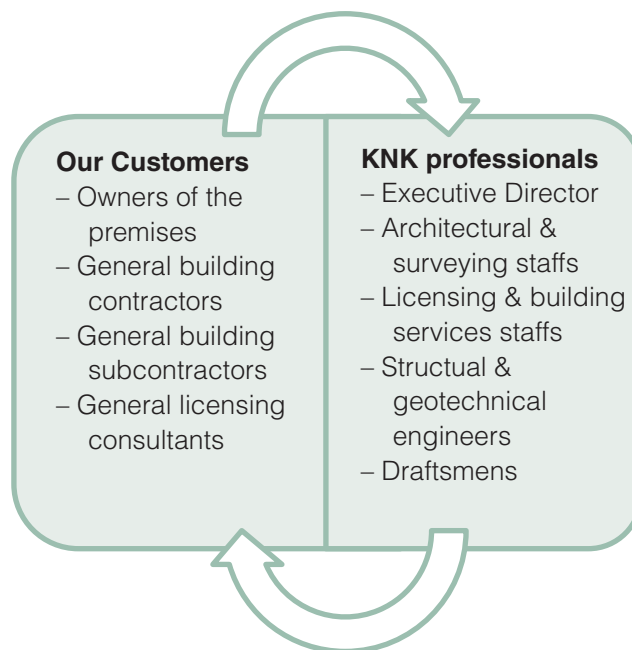 Our Customers
– Owners of the
premises
– General building
contractors
– General building
subcontractors
– General licensing
consultants
KNK professionals
– Executive Director
– Architectural &
surveying staffs
– Licensing & building
services staffs
– Structual &
geotechnical
engineers
– Draftsmens